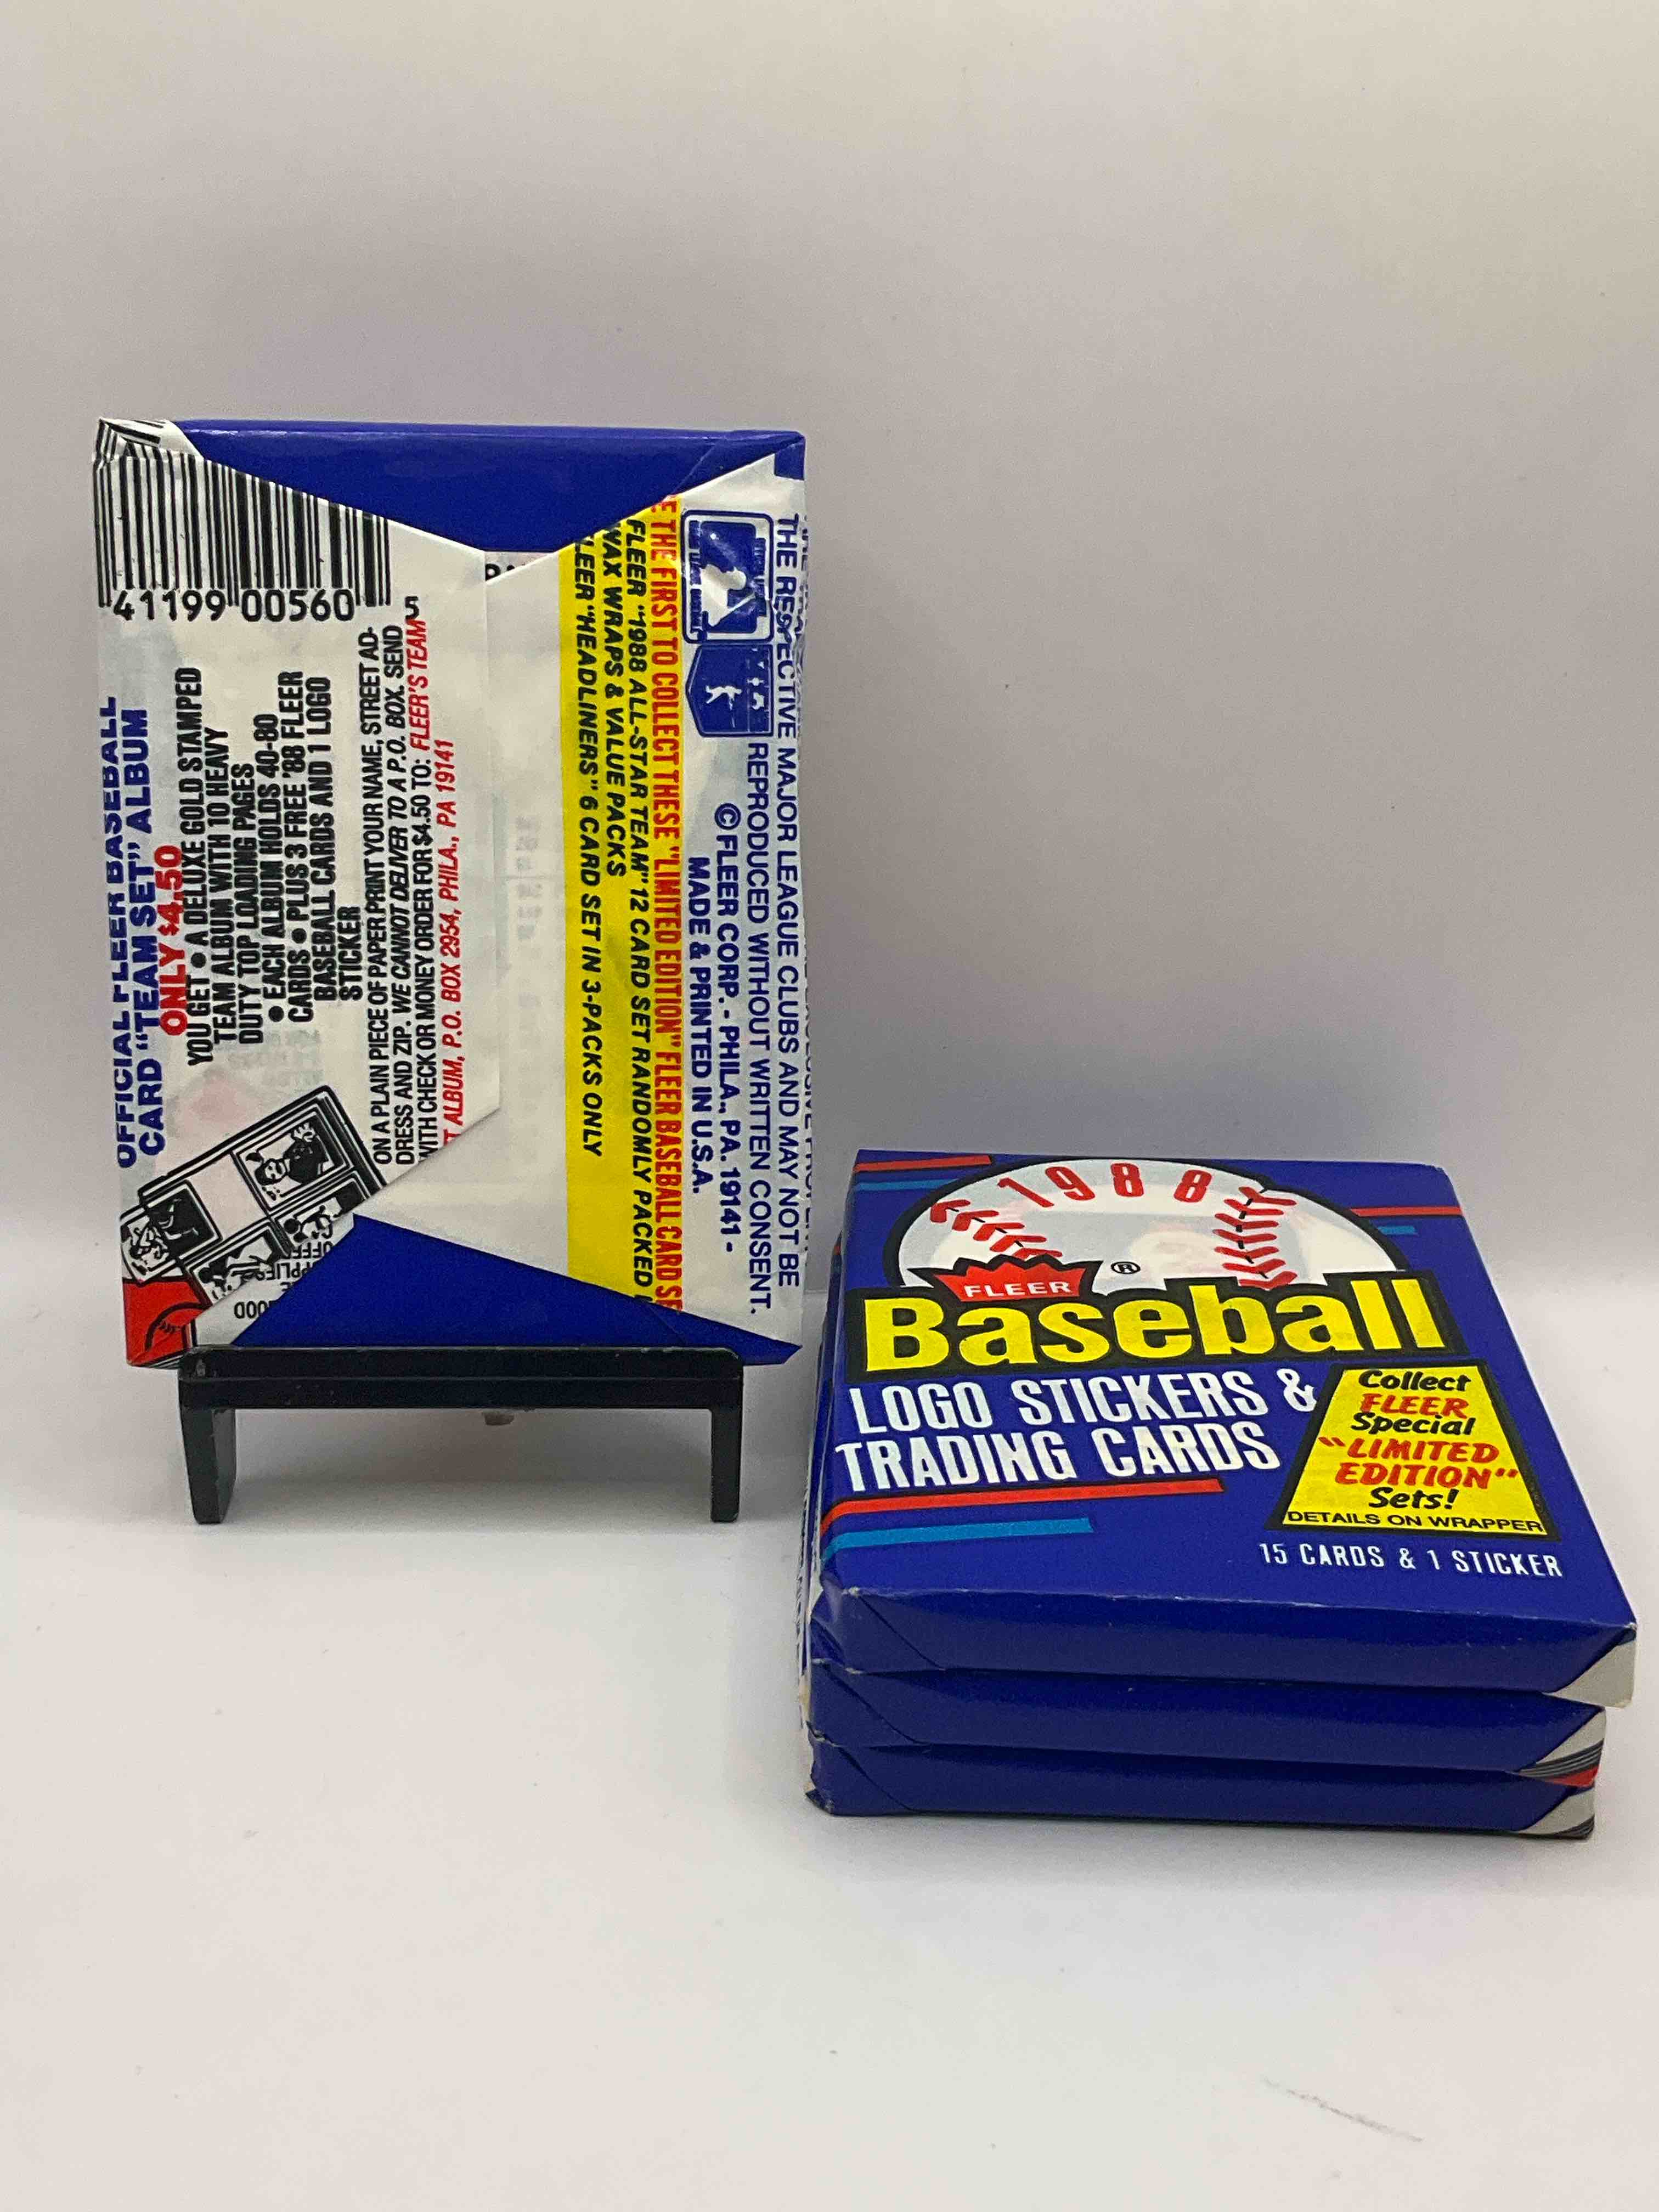 41199 00560 5
OFFICIAL FLEER BASEBALL
CARD "TEAM SET" ALBUM
ONLY $4.50
YOU GET • A DELUXE GOLD STAMPED
TEAM ALBUM WITH 10 HEAVY
DUTY TOP LOADING PAGES
• EACH ALBUM HOLDS 40-80
CARDS • PLUS 3 FREE '88 FLEER
BASEBALL CARDS AND 1 LOGO
STICKER
ON A PLAIN PIECE OF PAPER PRINT YOUR NAME, STREET AD-
DRESS AND ZIP. WE CANNOT DELIVER TO A P.O. BOX. SEND
WITH CHECK OR MONEY ORDER FOR $4.50 TO: FLEER'S TEAM
T ALBUM, P.O. BOX 2954, PHILA., PA 19141
E THE FIRST TO COLLECT THESE "LIMITED EDITION" FLEER BASEBALL CARD SE
FLEER "1988 ALL-STAR TEAM" 12 CARD SET RANDOMLY PACKED
WAX WRAPS & VALUE PACKS
LEER "HEADLINERS" 6 CARD SET IN 3-PACKS ONLY
THE RESPECTIVE MAJOR LEAGUE CLUBS AND MAY NOT BE
REPRODUCED WITHOUT WRITTEN CONSENT.
© FLEER CORP. - PHILA., PA. 19141 -
MADE & PRINTED IN U.S.A.
1988
FLEER ®
Baseball
LOGO STICKERS &
TRADING CARDS
Collect
FLEER
Special
"LIMITED
EDITION"
Sets!
DETAILS ON WRAPPER
15 CARDS & 1 STICKER